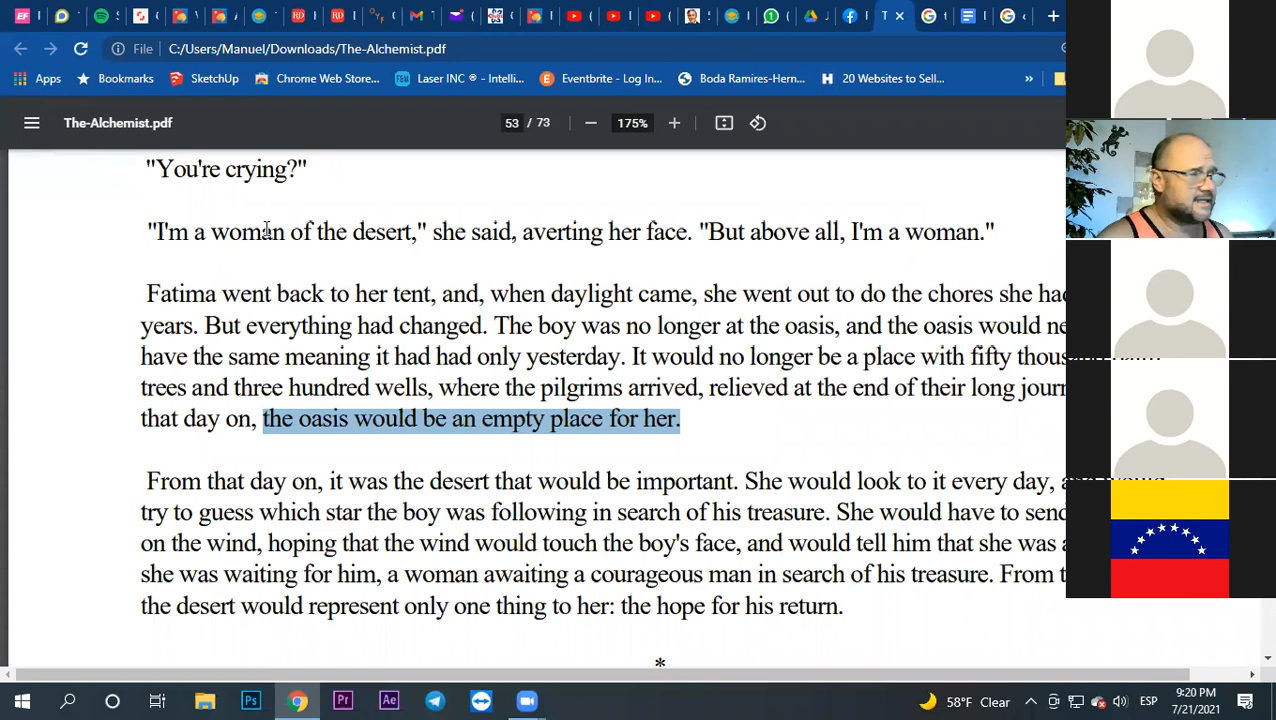 File C:/Users/Manuel/Downloads/The-Alchemist.pdf
Apps Bookmarks SketchUp Chrome Web Store... Laser INC ® - Intelli... Eventbrite - Log In... Boda Ramires-Hern... 20 Websites to Sell... »
The-Alchemist.pdf 53 / 73 175%
"You're crying?"
"I'm a woman of the desert," she said, averting her face. "But above all, I'm a woman."
Fatima went back to her tent, and, when daylight came, she went out to do the chores she had
years. But everything had changed. The boy was no longer at the oasis, and the oasis would
have the same meaning it had had only yesterday. It would no longer be a place with fifty
trees and three hundred wells, where the pilgrims arrived, relieved at the end of their long
that day on, the oasis would be an empty place for her.
From that day on, it was the desert that would be important. She would look to it every day,
try to guess which star the boy was following in search of his treasure. She would have to send
on the wind, hoping that the wind would touch the boy's face, and would tell him that she was
she was waiting for him, a woman awaiting a courageous man in search of his treasure. From
the desert would represent only one thing to her: the hope for his return.
*
Ps Pr Ae 58°F Clear ESP 9:20 PM
7/21/2021